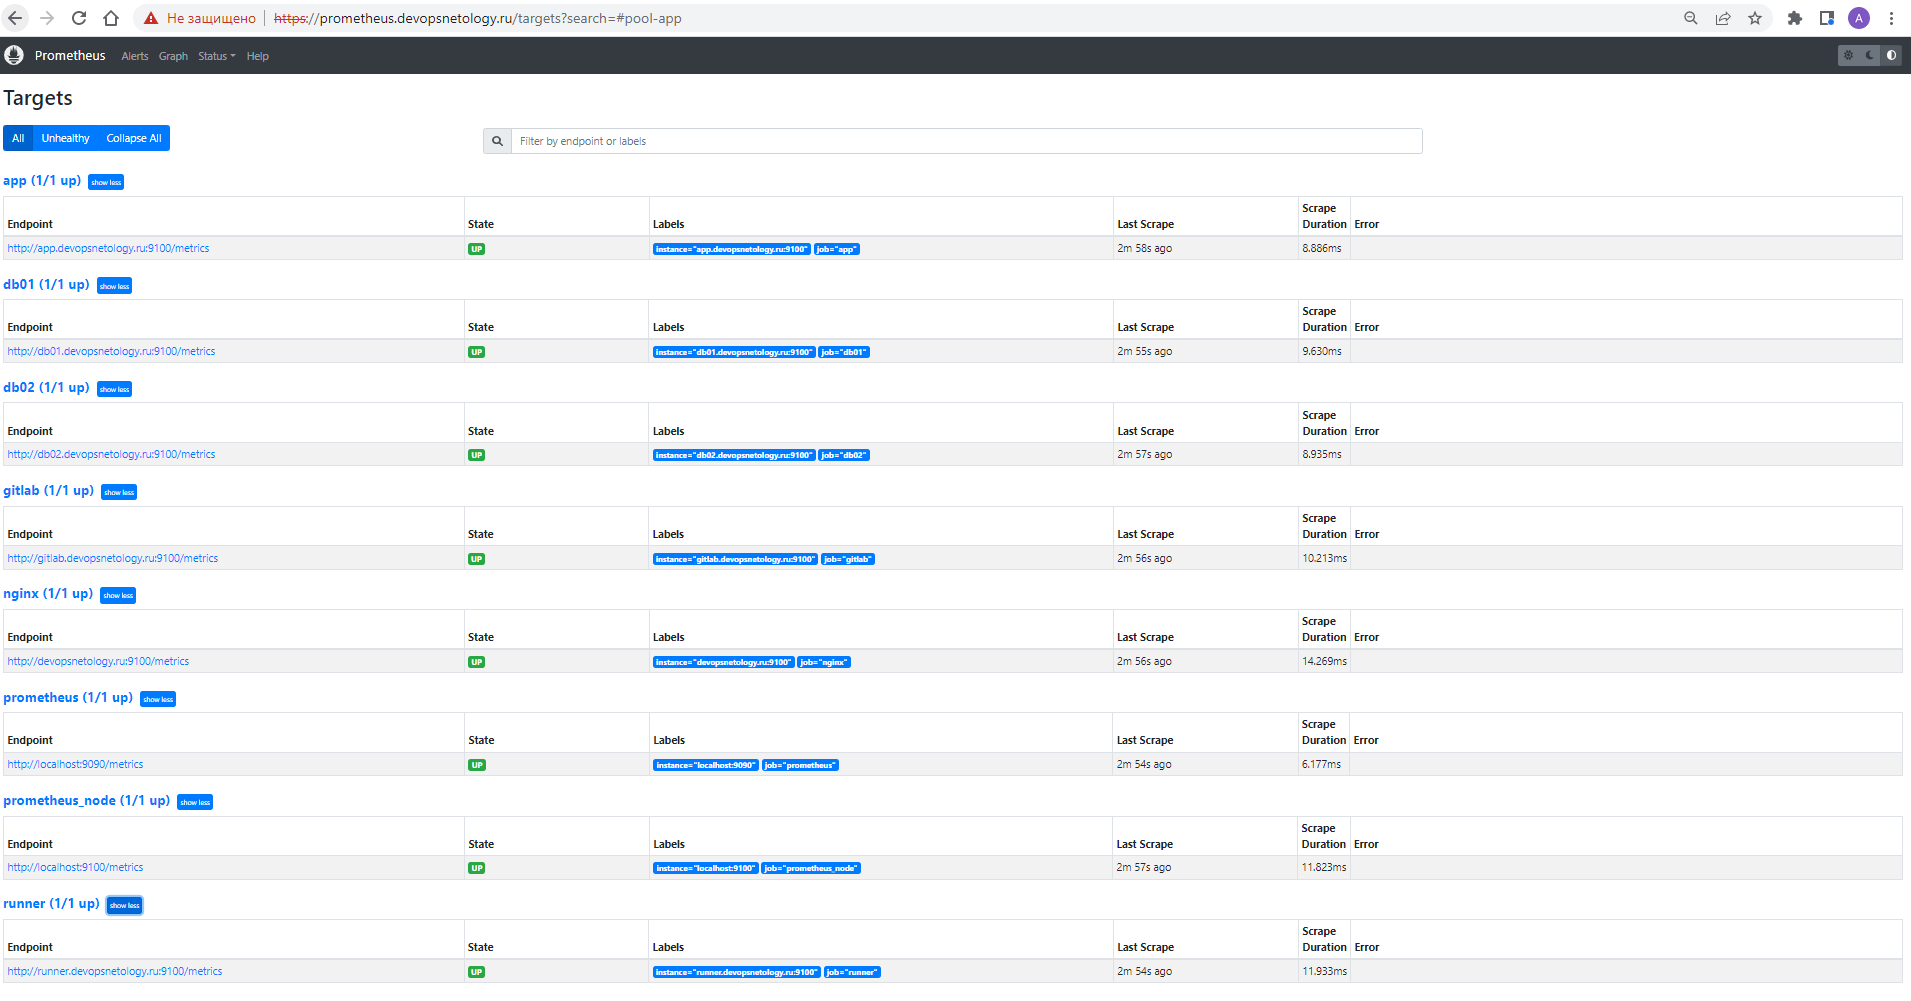 Не защищено | https://prometheus.devopsnetology.ru/targets?search=#pool-app A
Prometheus Alerts Graph Status Help
Targets
All Unhealthy Collapse All Filter by endpoint or labels
app (1/1 up) show less
Endpoint State Labels Last Scrape Scrape Duration Error
http://app.devopsnetology.ru:9100/metrics UP instance="app.devopsnetology.ru:9100" job="app" 2m 58s ago 8.886ms
db01 (1/1 up) show less
Endpoint State Labels Last Scrape Scrape Duration Error
http://db01.devopsnetology.ru:9100/metrics UP instance="db01.devopsnetology.ru:9100" job="db01" 2m 55s ago 9.630ms
db02 (1/1 up) show less
Endpoint State Labels Last Scrape Scrape Duration Error
http://db02.devopsnetology.ru:9100/metrics UP instance="db02.devopsnetology.ru:9100" job="db02" 2m 57s ago 8.935ms
gitlab (1/1 up) show less
Endpoint State Labels Last Scrape Scrape Duration Error
http://gitlab.devopsnetology.ru:9100/metrics UP instance="gitlab.devopsnetology.ru:9100" job="gitlab" 2m 56s ago 10.213ms
nginx (1/1 up) show less
Endpoint State Labels Last Scrape Scrape Duration Error
http://devopsnetology.ru:9100/metrics UP instance="devopsnetology.ru:9100" job="nginx" 2m 56s ago 14.269ms
prometheus (1/1 up) show less
Endpoint State Labels Last Scrape Scrape Duration Error
http://localhost:9090/metrics UP instance="localhost:9090" job="prometheus" 2m 54s ago 6.177ms
prometheus_node (1/1 up) show less
Endpoint State Labels Last Scrape Scrape Duration Error
http://localhost:9100/metrics UP instance="localhost:9100" job="prometheus_node" 2m 57s ago 11.823ms
runner (1/1 up) show less
Endpoint State Labels Last Scrape Scrape Duration Error
http://runner.devopsnetology.ru:9100/metrics UP instance="runner.devopsnetology.ru:9100" job="runner" 2m 54s ago 11.933ms